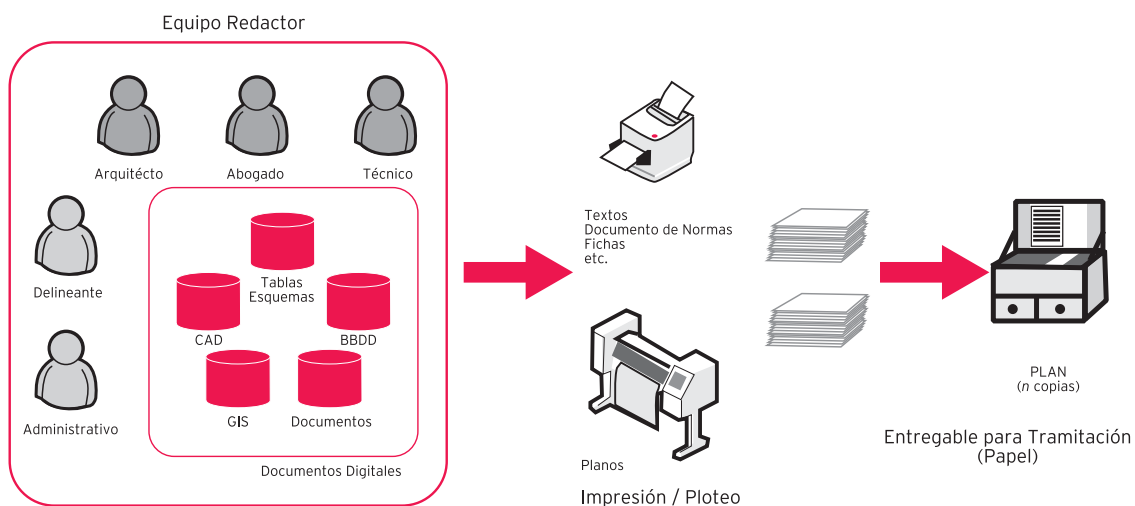 Equipo Redactor
Arquitécto
Abogado
Técnico
Delineante
Administrativo
Tablas
Esquemas
CAD
BBDD
GIS
Documentos
Documentos Digitales
Textos
Documento de Normas
Fichas
etc.
Planos
Impresión / Ploteo
PLAN
(n copias)
Entregable para Tramitación
(Papel)